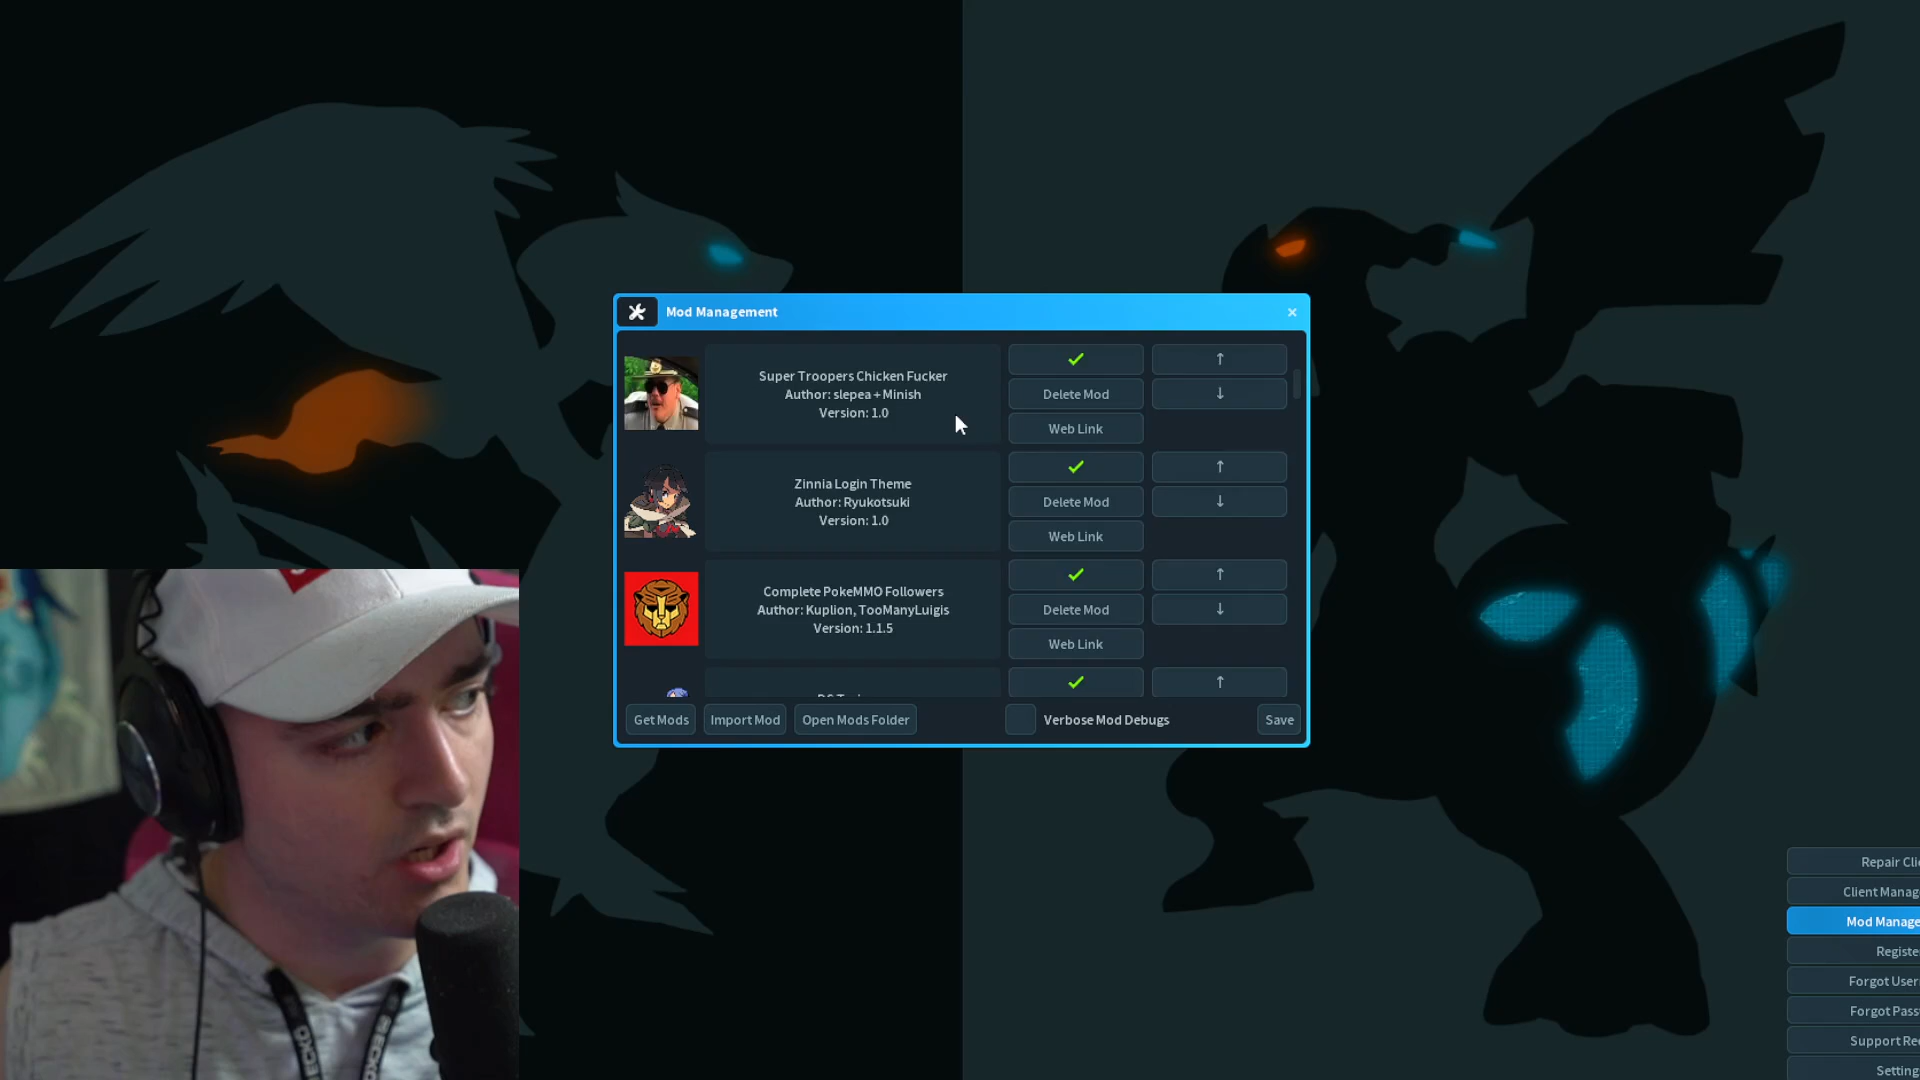 Mod Management
×
Super Troopers Chicken Fucker
Author: slepea + Minish
Version: 1.0
Delete Mod
Web Link
Zinnia Login Theme
Author: Ryukotsuki
Version: 1.0
Delete Mod
Web Link
Complete PokeMMO Followers
Author: Kuplion, TooManyLuigis
Version: 1.1.5
Delete Mod
Web Link
Get Mods
Import Mod
Open Mods Folder
Verbose Mod Debugs
Save
Repair Clie
Client Manag
Mod Manage
Registe
Forgot User
Forgot Pass
Support Re
Setting